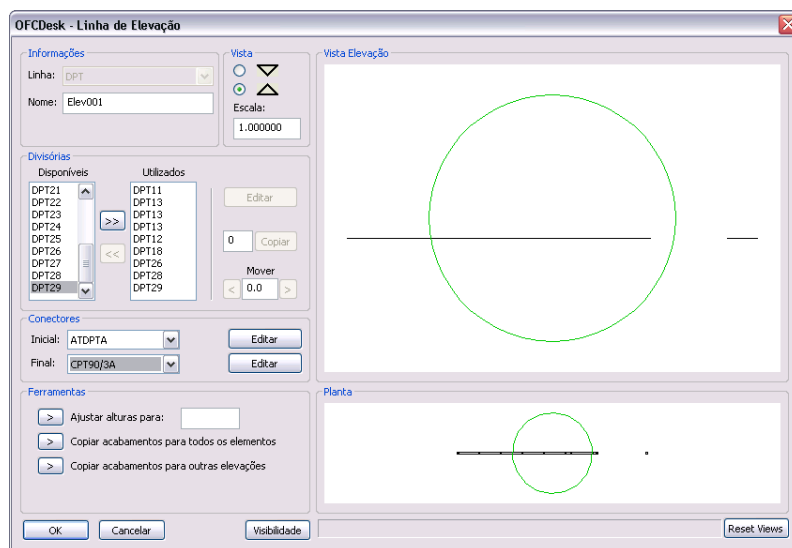 OFCDesk - Linha de Elevação
Informações
Linha: DPT
Nome: Elev001
Vista
Escala:
1.000000
Vista Elevação
Divisórias
Disponíveis
DPT21
DPT22
DPT23
DPT24
DPT25
DPT26
DPT27
DPT28
DPT29
>>
<<
Utilizados
DPT11
DPT13
DPT13
DPT13
DPT12
DPT18
DPT26
DPT28
DPT29
Editar
0 Copiar
Mover
< 0.0 >
Conectores
Inicial: ATDPTA Editar
Final: CPT90/3A Editar
Ferramentas
> Ajustar alturas para:
> Copiar acabamentos para todos os elementos
> Copiar acabamentos para outras elevações
Planta
OK Cancelar Visibilidade Reset Views